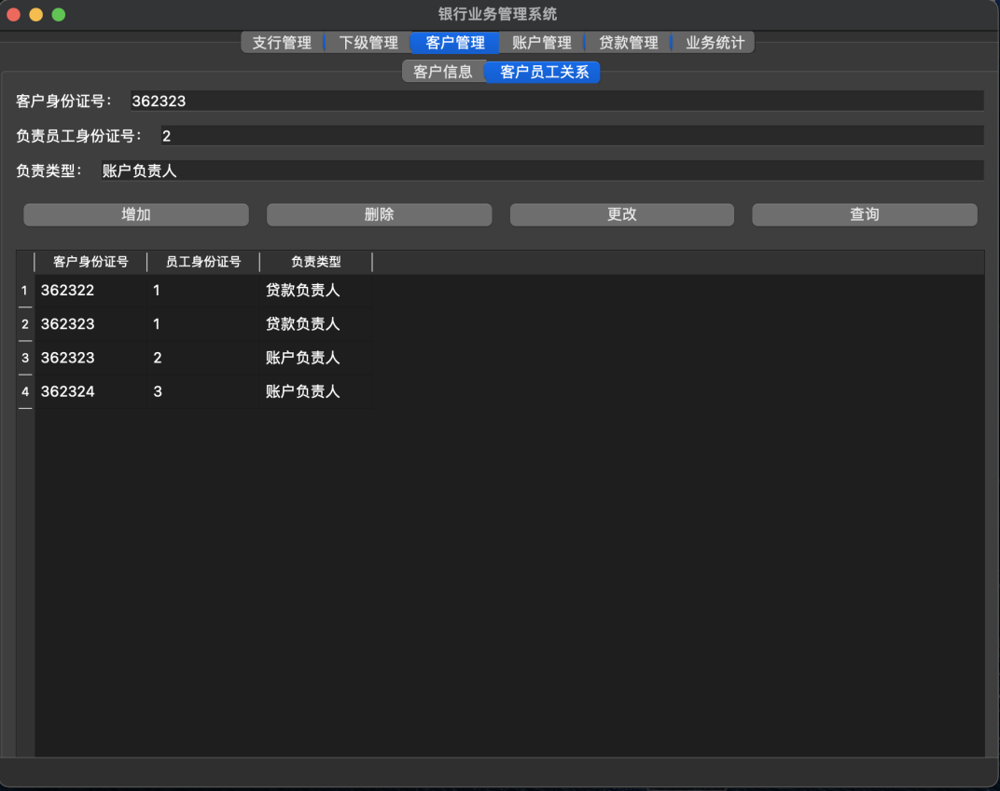 银行业务管理系统
支行管理 下级管理 客户管理 账户管理 贷款管理 业务统计
客户信息 客户员工关系
客户身份证号： 362323
负责员工身份证号： 2
负责类型： 账户负责人
增加 删除 更改 查询
客户身份证号 员工身份证号 负责类型
1 362322 1 贷款负责人
2 362323 1 贷款负责人
3 362323 2 账户负责人
4 362324 3 账户负责人